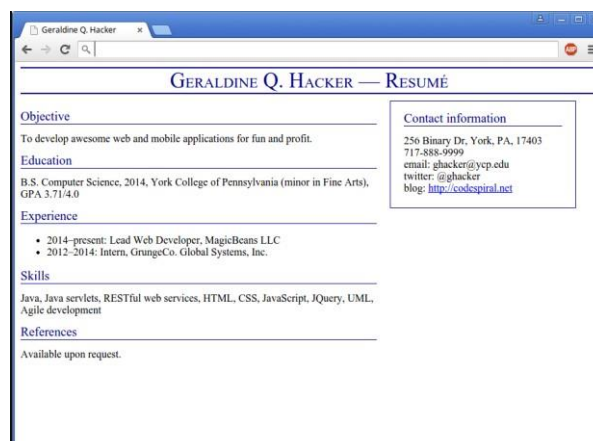 Geraldine Q. Hacker
GERALDINE Q. HACKER — RESUMÉ
Objective
To develop awesome web and mobile applications for fun and profit.
Education
B.S. Computer Science, 2014, York College of Pennsylvania (minor in Fine Arts),
GPA 3.71/4.0
Experience
• 2014–present: Lead Web Developer, MagicBeans LLC
• 2012–2014: Intern, GrungeCo. Global Systems, Inc.
Skills
Java, Java servlets, RESTful web services, HTML, CSS, JavaScript, JQuery, UML,
Agile development
References
Available upon request.
Contact information
256 Binary Dr, York, PA, 17403
717-888-9999
email: ghacker@ycp.edu
twitter: @ghacker
blog: http://codespiral.net